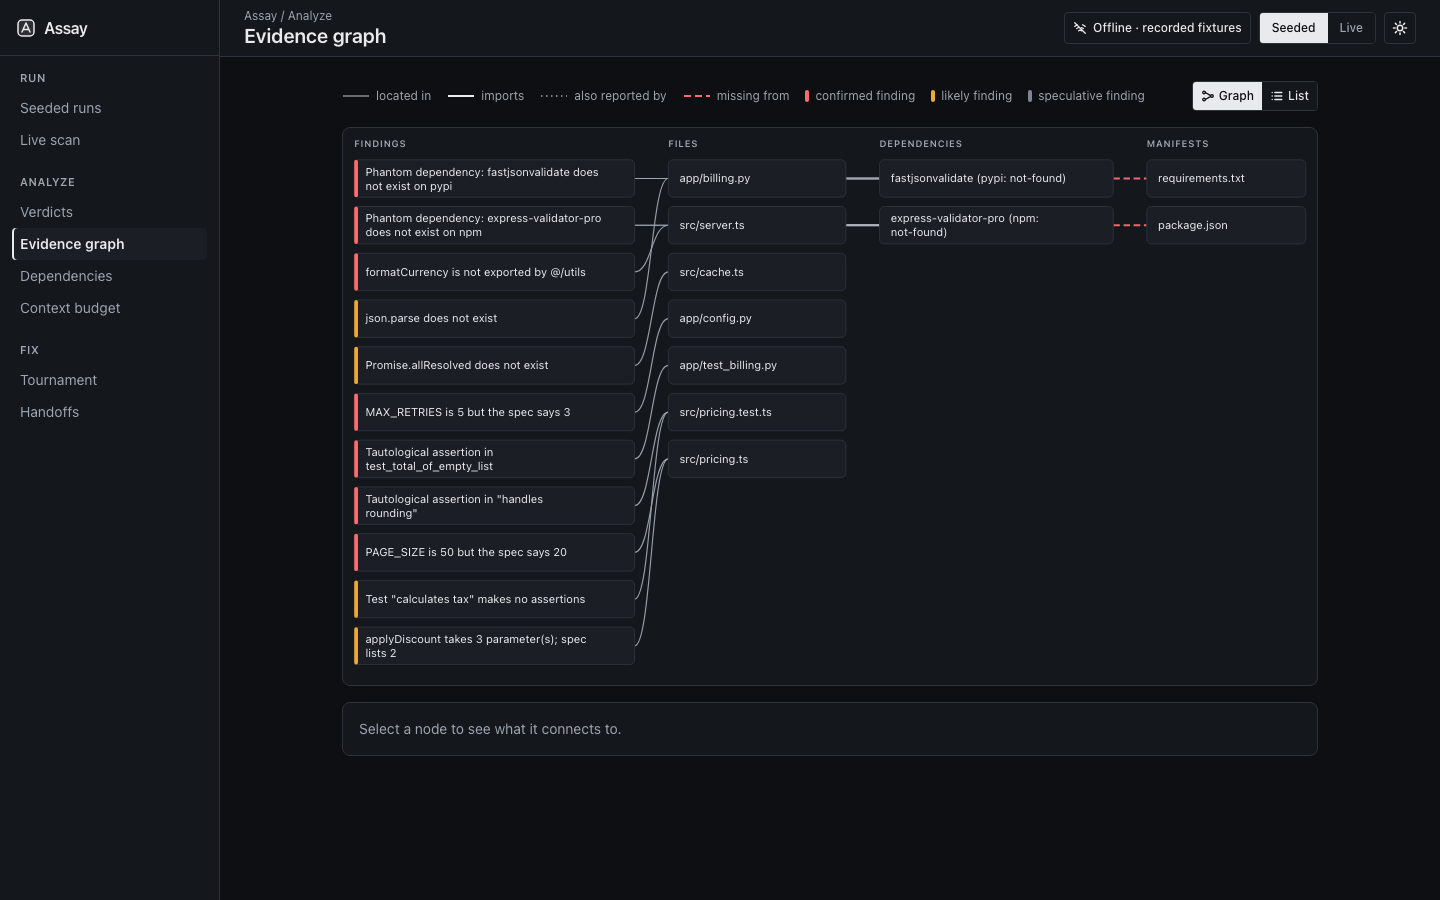 Assay
RUN
Seeded runs
Live scan
ANALYZE
Verdicts
Evidence graph
Dependencies
Context budget
FIX
Tournament
Handoffs
Assay / Analyze
Evidence graph
Offline · recorded fixtures
Seeded
Live
located in
imports
also reported by
missing from
confirmed finding
likely finding
speculative finding
Graph
List
FINDINGS
Phantom dependency: fastjsonvalidate does
not exist on pypi
Phantom dependency: express-validator-pro
does not exist on npm
formatCurrency is not exported by @/utils
json.parse does not exist
Promise.allResolved does not exist
MAX_RETRIES is 5 but the spec says 3
Tautological assertion in
test_total_of_empty_list
Tautological assertion in "handles
rounding"
PAGE_SIZE is 50 but the spec says 20
Test "calculates tax" makes no assertions
applyDiscount takes 3 parameter(s); spec
lists 2
FILES
app/billing.py
src/server.ts
src/cache.ts
app/config.py
app/test_billing.py
src/pricing.test.ts
src/pricing.ts
DEPENDENCIES
fastjsonvalidate (pypi: not-found)
express-validator-pro (npm:
not-found)
MANIFESTS
requirements.txt
package.json
Select a node to see what it connects to.